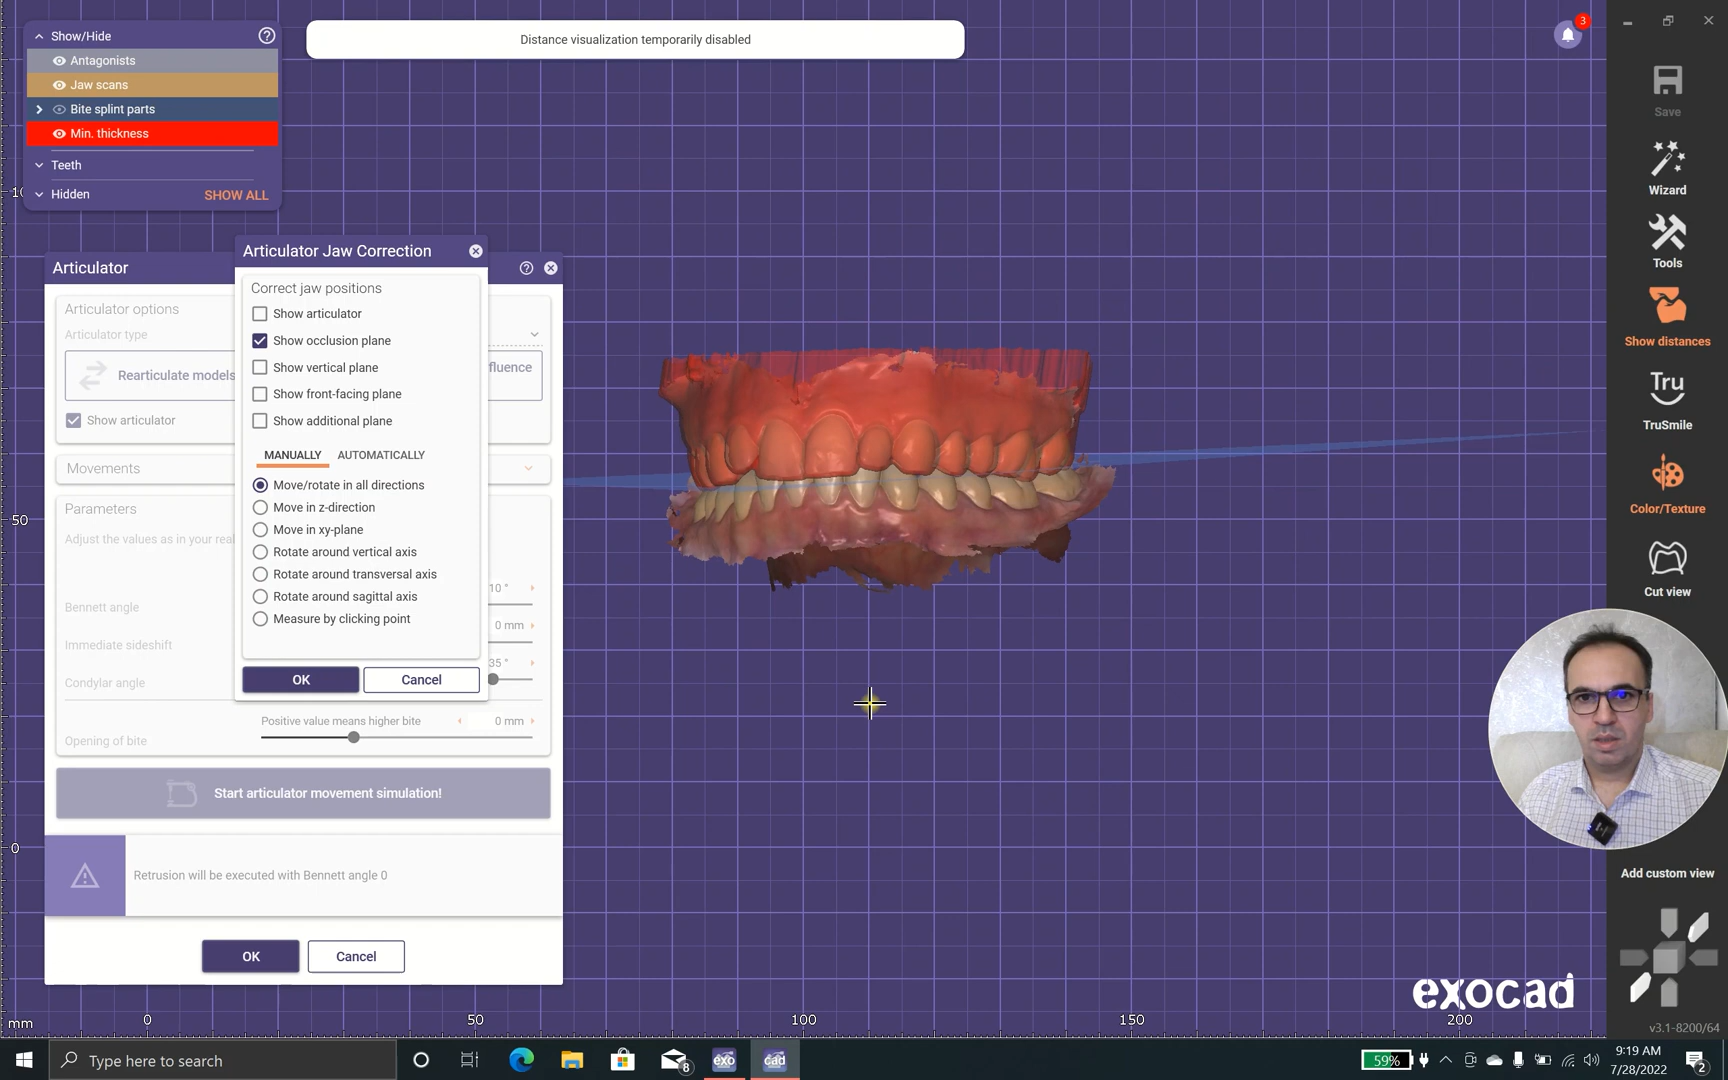 Show/Hide
Antagonists
Jaw scans
Bite splint parts
Min. thickness
Teeth
Hidden
SHOW ALL
Distance visualization temporarily disabled
3
Save
Wizard
Tools
Show distances
Tru
TruSmile
Color/Texture
Cut view
Add custom view
Articulator
Articulator options
Articulator type
Rearticulate models
fluence
Show articulator
Movements
Parameters
Adjust the values as in your real
Bennett angle
10 °
Immediate sideshift
0 mm
Condylar angle
35 °
Positive value means higher bite
0 mm
Opening of bite
Start articulator movement simulation!
Retrusion will be executed with Bennett angle 0
OK
Cancel
Articulator Jaw Correction
Correct jaw positions
Show articulator
Show occlusion plane
Show vertical plane
Show front-facing plane
Show additional plane
MANUALLY
AUTOMATICALLY
Move/rotate in all directions
Move in z-direction
Move in xy-plane
Rotate around vertical axis
Rotate around transversal axis
Rotate around sagittal axis
Measure by clicking point
OK
Cancel
50
0
mm
0
50
100
150
200
exocad
v3.1-8200/64
Type here to search
8
exo
cad
59%
9:19 AM
7/28/2022
2